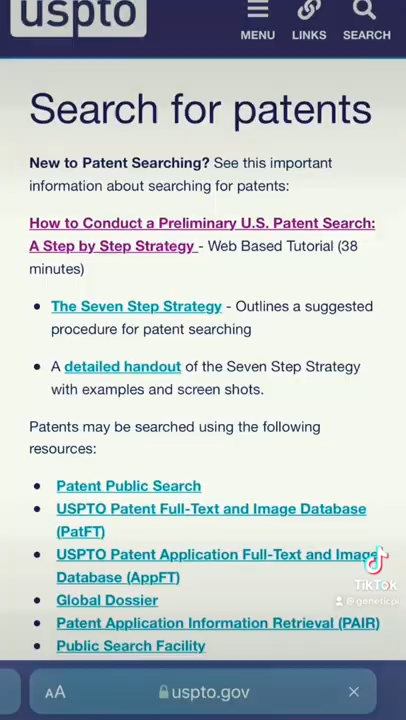 uspto
MENU LINKS SEARCH
Search for patents
New to Patent Searching? See this important
information about searching for patents:
How to Conduct a Preliminary U.S. Patent Search:
A Step by Step Strategy - Web Based Tutorial (38
minutes)
• The Seven Step Strategy - Outlines a suggested
procedure for patent searching
• A detailed handout of the Seven Step Strategy
with examples and screen shots.
Patents may be searched using the following
resources:
• Patent Public Search
• USPTO Patent Full-Text and Image Database
(PatFT)
• USPTO Patent Application Full-Text and Image
Database (AppFT)
TikTok
• Global Dossier
@geneticpi
• Patent Application Information Retrieval (PAIR)
• Public Search Facility
AA uspto.gov ×